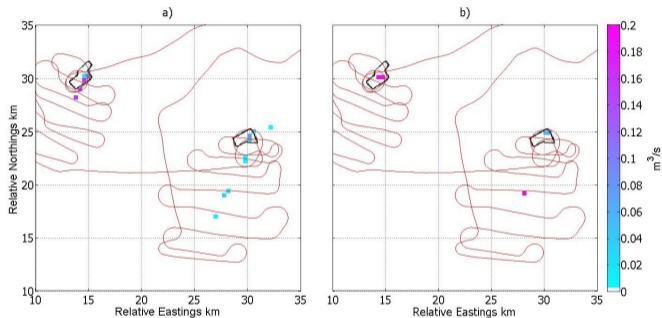 a)
b)
35
30
25
20
15
10
Relative Northings km
10 15 20 25 30 35
Relative Eastings km
10 15 20 25 30 35
Relative Eastings km
0.2
0.18
0.16
0.14
0.12
0.1
0.08
0.06
0.04
0.02
0
m³/s